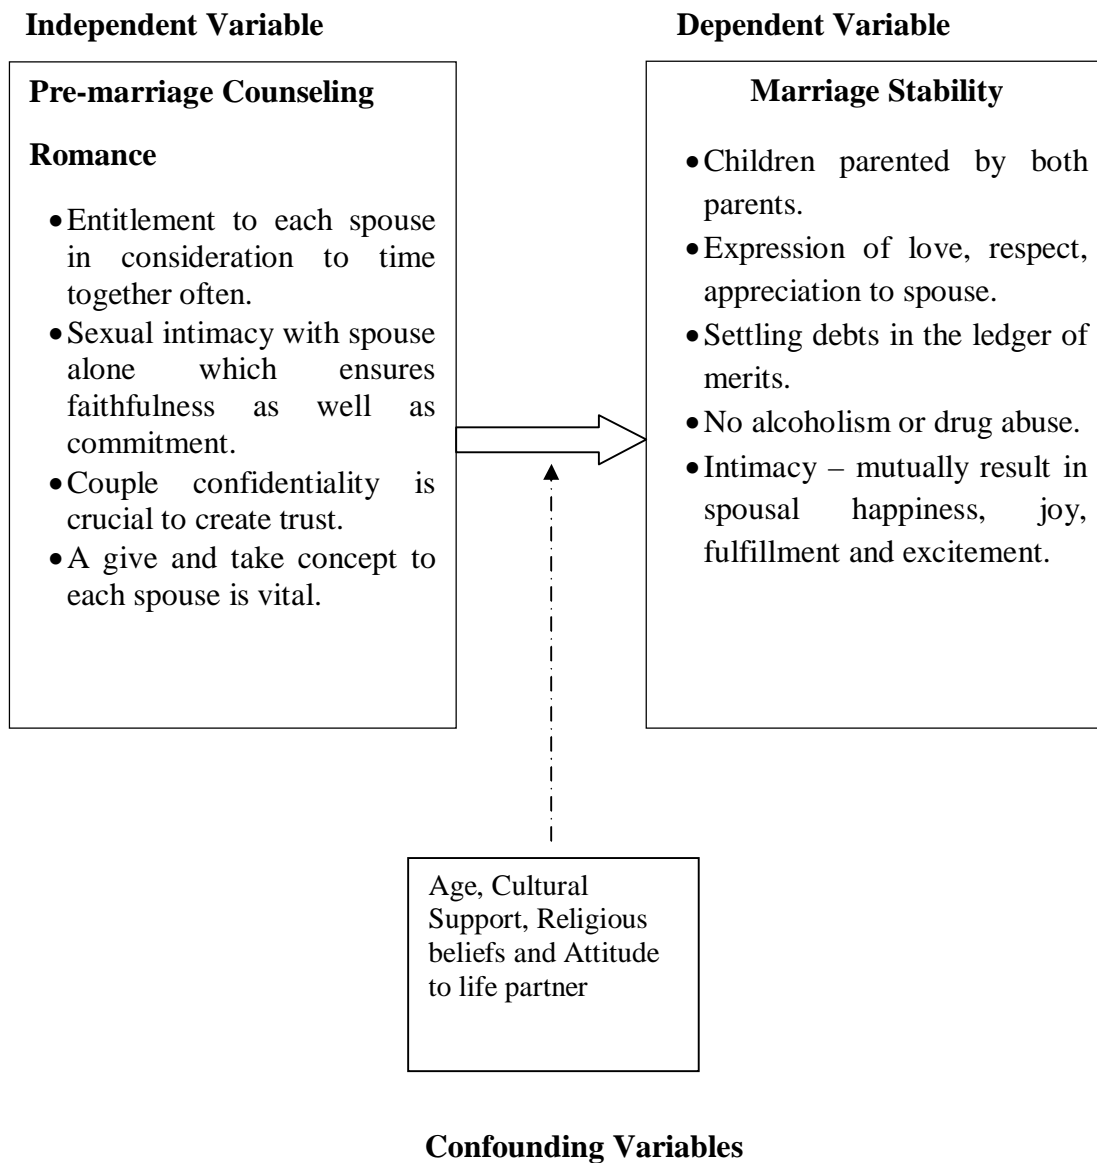 Independent Variable
Dependent Variable
Pre-marriage Counseling
Romance
•Entitlement to each spouse
in consideration to time
together often.
•Sexual intimacy with spouse
alone which ensures
faithfulness as well as
commitment.
•Couple confidentiality is
crucial to create trust.
•A give and take concept to
each spouse is vital.
Marriage Stability
•Children parented by both
parents.
•Expression of love, respect,
appreciation to spouse.
•Settling debts in the ledger of
merits.
•No alcoholism or drug abuse.
•Intimacy – mutually result in
spousal happiness, joy,
fulfillment and excitement.
Age, Cultural
Support, Religious
beliefs and Attitude
to life partner
Confounding Variables